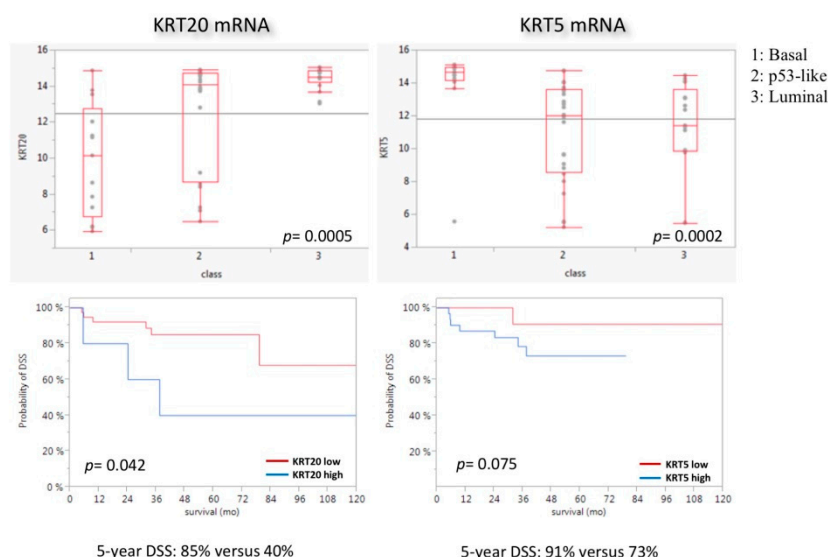 KRT20 mRNA
KRT5 mRNA
16
14
12
10
8
6
KRT20
1
2
3
class
p= 0.0005
16
14
12
10
8
6
4
KRT5
1
2
3
class
p= 0.0002
1: Basal
2: p53-like
3: Luminal
100 %
80 %
60 %
40 %
20 %
0 %
Probability of DSS
p= 0.042
KRT20 low
KRT20 high
0 12 24 36 48 60 72 84 96 108 120
survival (mo)
100 %
80 %
60 %
40 %
20 %
Probability of DSS
p= 0.075
KRT5 low
KRT5 high
0 12 24 36 48 60 72 84 96 108 120
survival (mo)
5-year DSS: 85% versus 40%
5-year DSS: 91% versus 73%